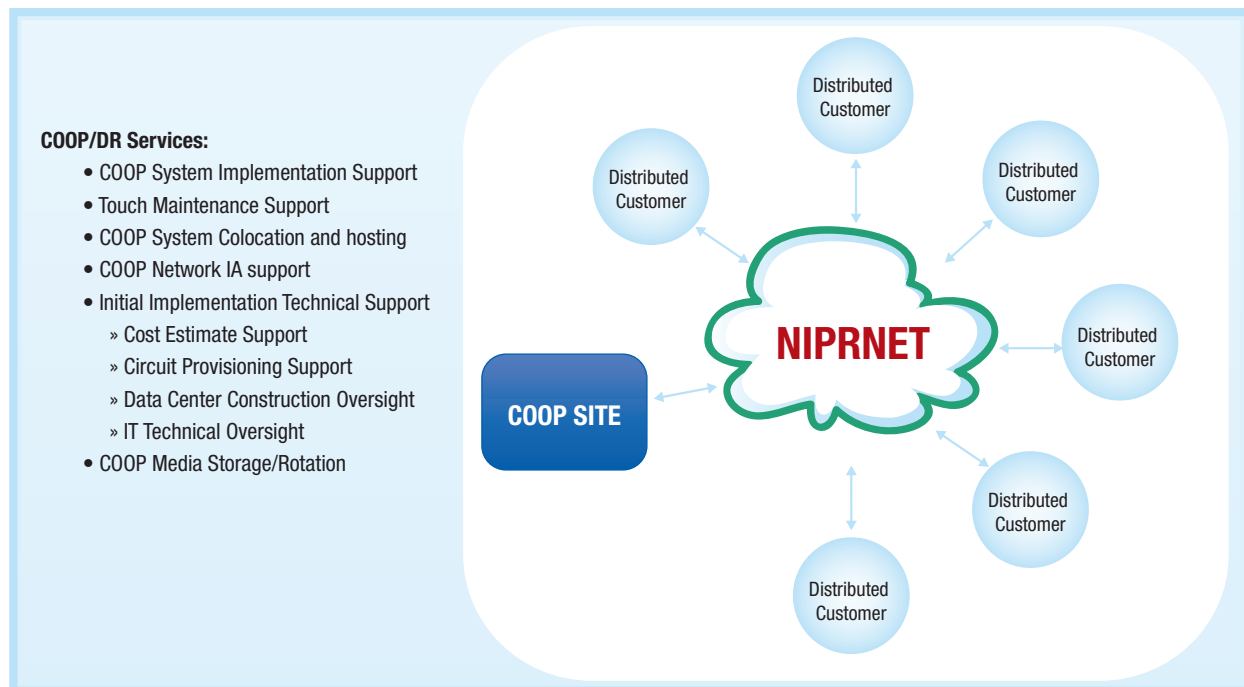 COOP/DR Services:
• COOP System Implementation Support
• Touch Maintenance Support
• COOP System Colocation and hosting
• COOP Network IA support
• Initial Implementation Technical Support
» Cost Estimate Support
» Circuit Provisioning Support
» Data Center Construction Oversight
» IT Technical Oversight
• COOP Media Storage/Rotation
Distributed
Customer
Distributed
Customer
Distributed
Customer
Distributed
Customer
NIPRNET
COOP SITE
Distributed
Customer
Distributed
Customer